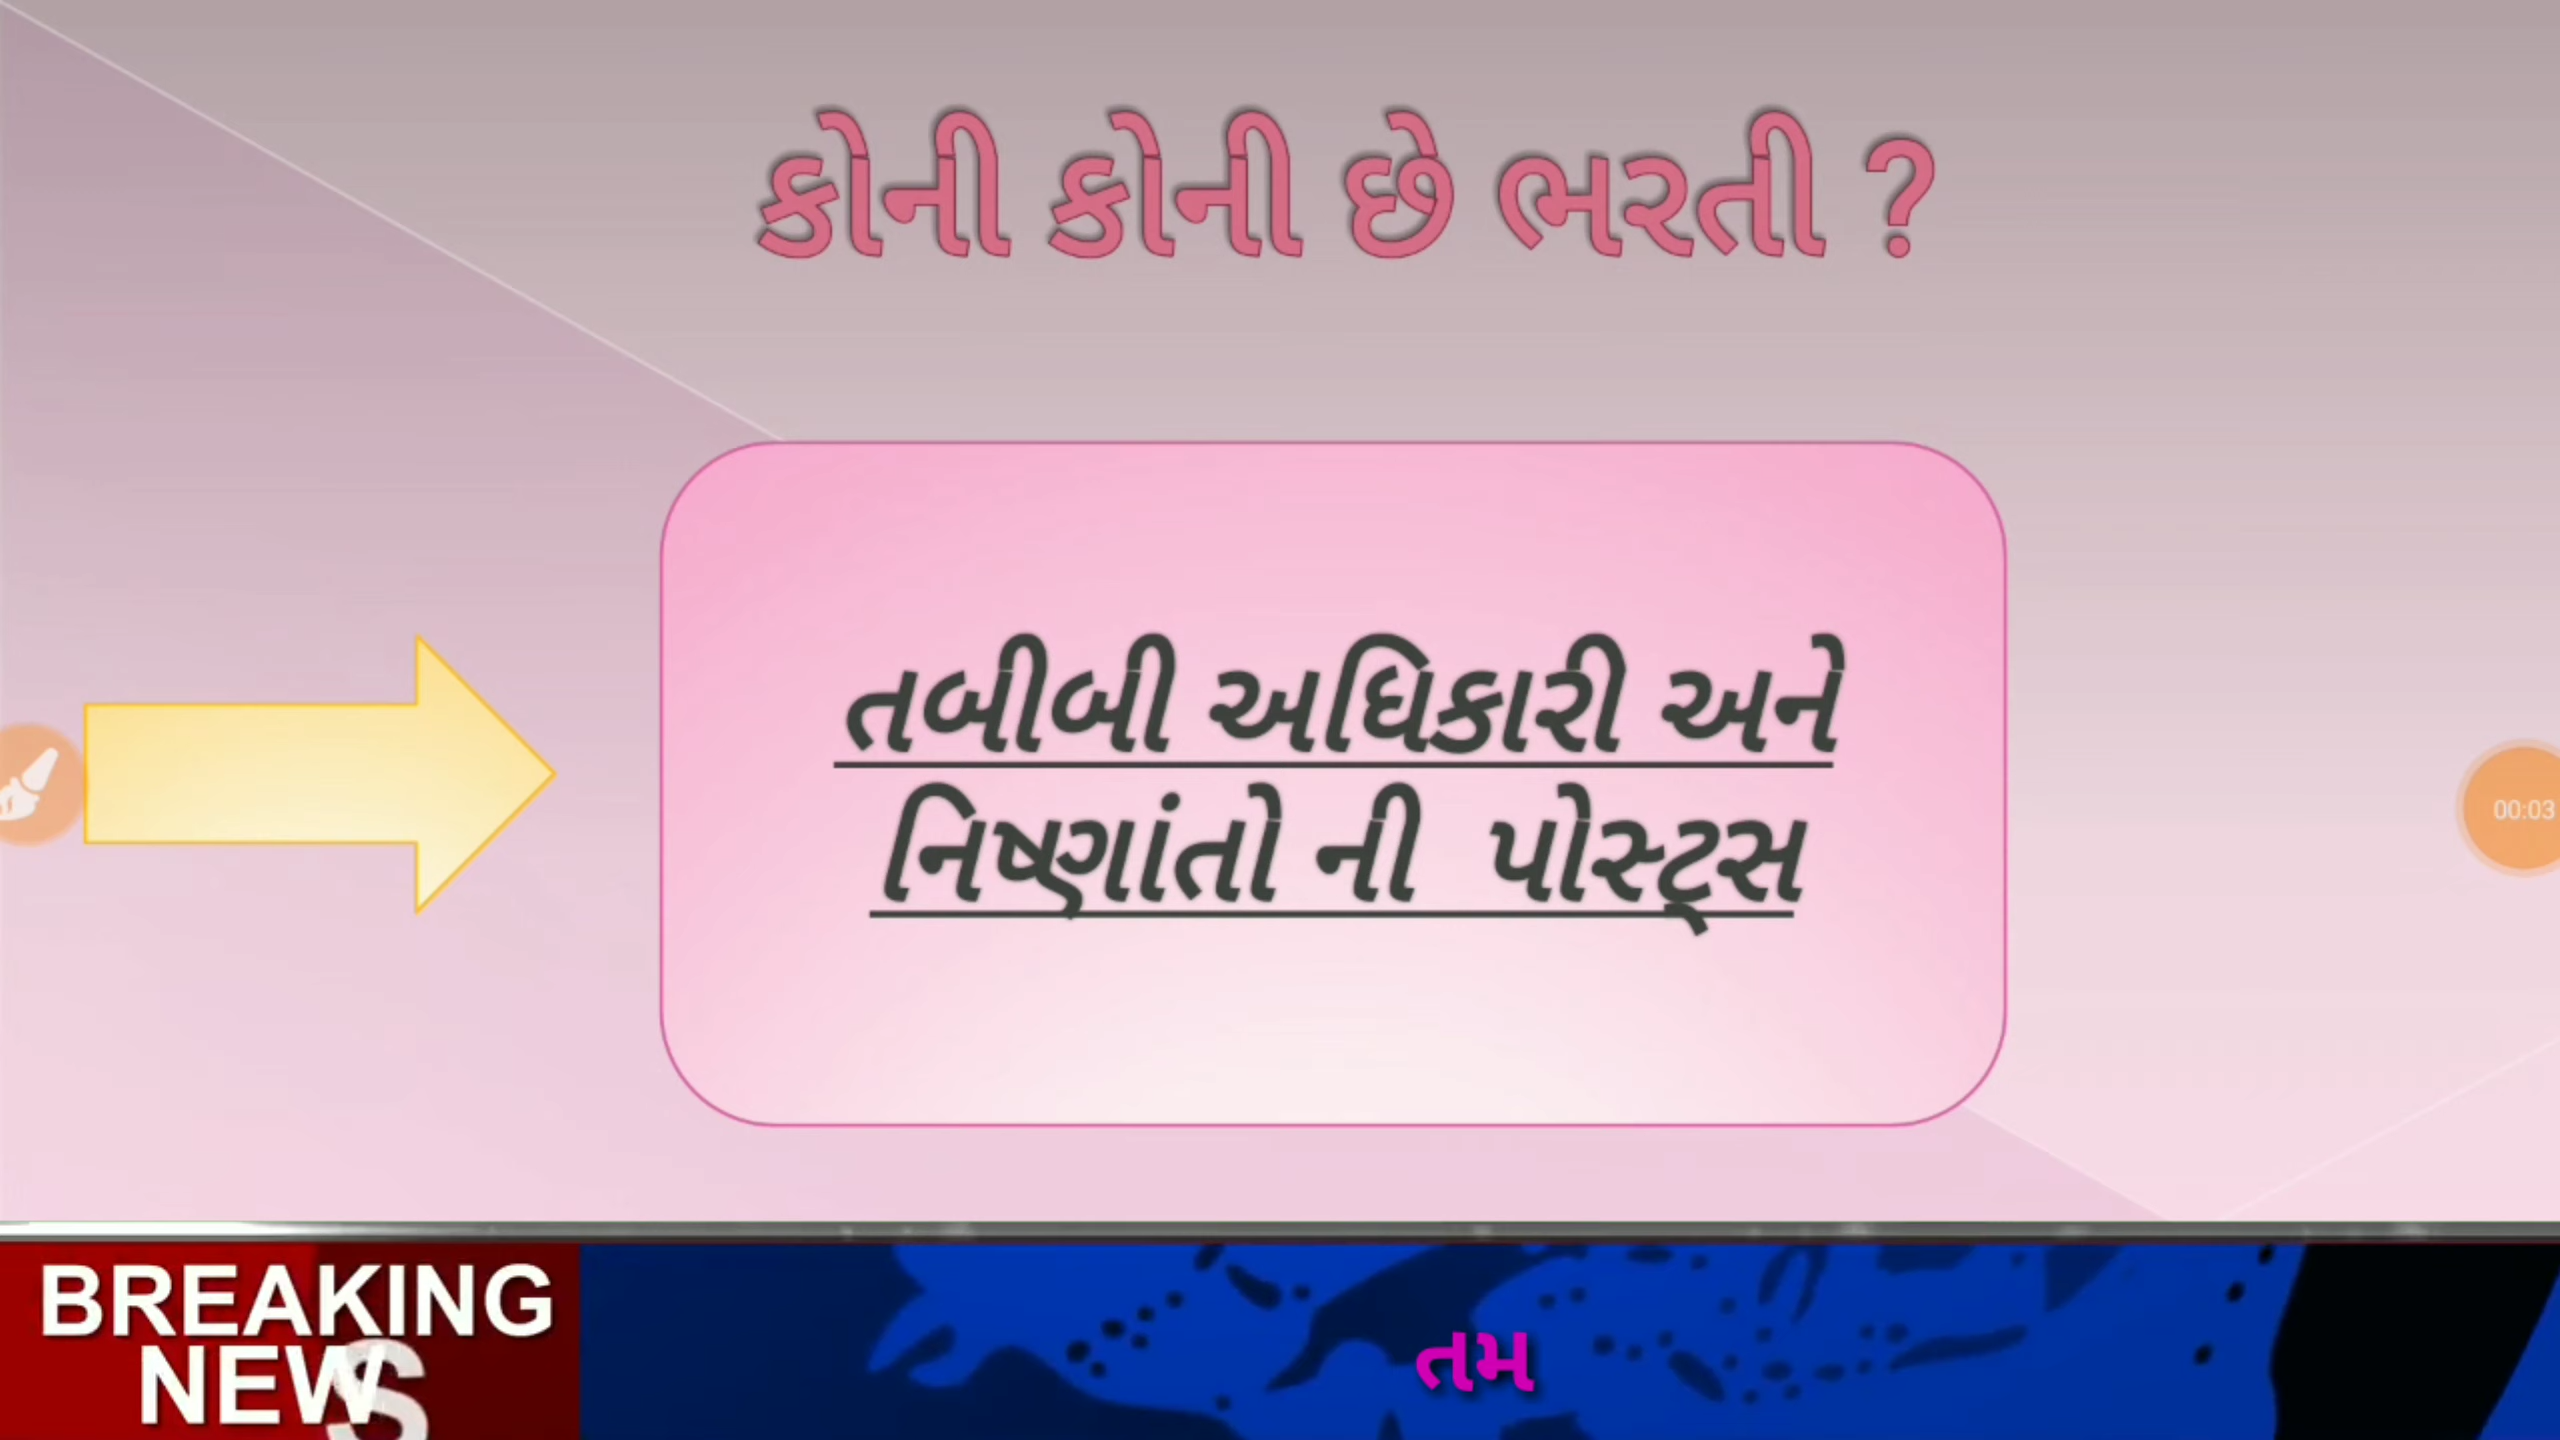 કોની કોની છે ભરતી ?
તબીબી અધિકારી અને
નિષ્ણાંતો ની પોસ્ટ્સ
00:03
BREAKING
NEWS
તમ